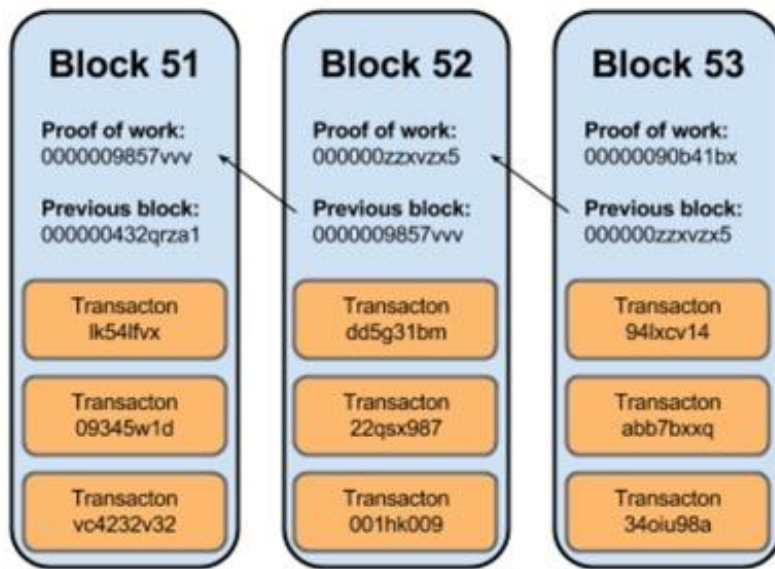 Block 51
Proof of work:
0000009857vvv
Previous block:
000000432qrza1
Transacton
lk54lfvx
Transacton
09345w1d
Transacton
vc4232v32
Block 52
Proof of work:
000000zzxvzx5
Previous block:
0000009857vvv
Transacton
dd5g31bm
Transacton
22qsx987
Transacton
001hk009
Block 53
Proof of work:
00000090b41bx
Previous block:
000000zzxvzx5
Transacton
94lxcv14
Transacton
abb7bxxq
Transacton
34oiu98a